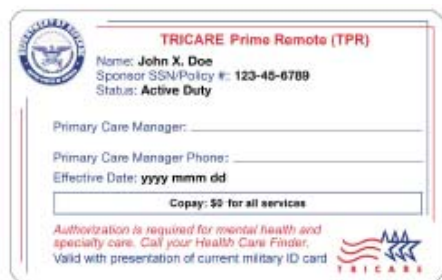 TRICARE Prime Remote (TPR)
Name: John X. Doe
Sponsor SSN/Policy #: 123-45-6789
Status: Active Duty
Primary Care Manager:
Primary Care Manager Phone:
Effective Date: yyyy mmm dd
Copay: $0 for all services
Authorization is required for mental health and
specialty care. Call your Health Care Finder.
Valid with presentation of current military ID card
TRICARE